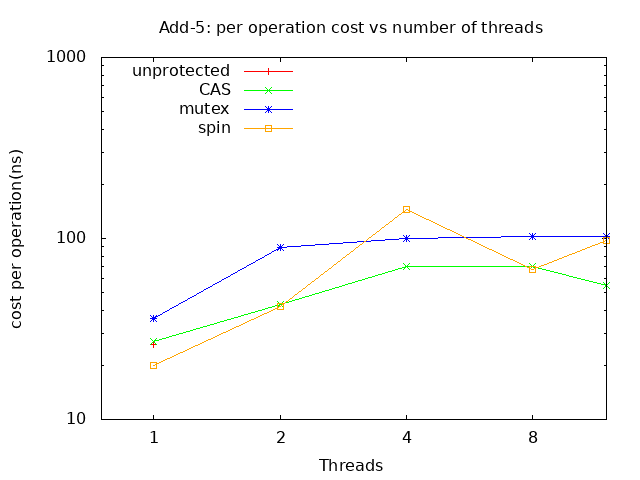 Add-5: per operation cost vs number of threads
1000
100
10
cost per operation(ns)
unprotected
CAS
mutex
spin
1 2 4 8
Threads